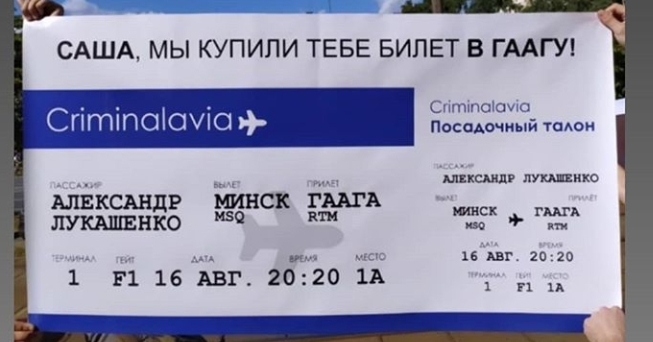 САША, МЫ КУПИЛИ ТЕБЕ БИЛЕТ В ГААГУ!
Criminalavia
Criminalavia
Посадочный талон
ПАССАЖИР ВЫЛЕТ ПРИЛЕТ
АЛЕКСАНДР МИНСК ГААГА
ЛУКАШЕНКО MSQ RTM
ТЕРМИНАЛ ГЕЙТ ДАТА ВРЕМЯ МЕСТО
1 F1 16 АВГ. 20:20 1A
ПАССАЖИР
АЛЕКСАНДР ЛУКАШЕНКО
ВЫЛЕТ ПРИЛЁТ
МИНСК ГААГА
MSQ RTM
ДАТА ВРЕМЯ
16 АВГ. 20:20
ТЕРМИНАЛ ГЕЙТ МЕСТО
1 F1 1A